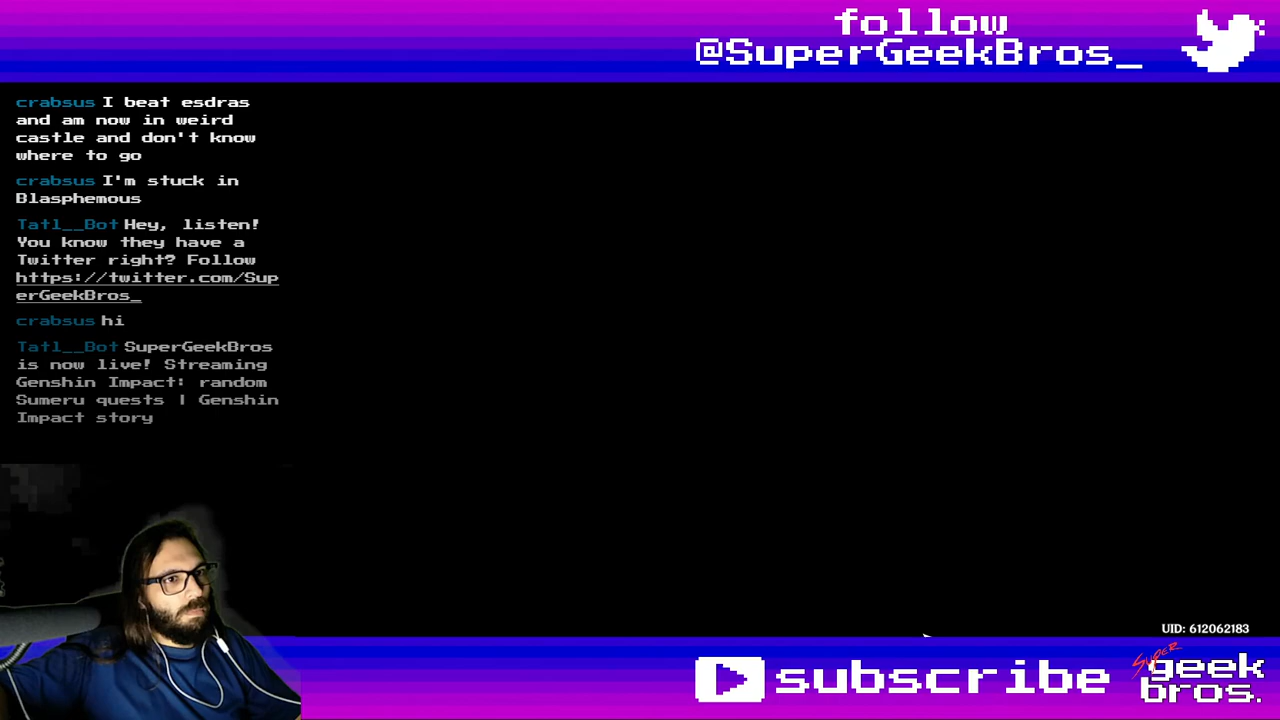 follow
@SuperGeekBros_
crabsus I beat esdras
and am now in weird
castle and don't know
where to go
crabsus I'm stuck in
Blasphemous
Tatl__Bot Hey, listen!
You know they have a
Twitter right? Follow
https://twitter.com/Sup
erGeekBros_
crabsus hi
Tatl__Bot SuperGeekBros
is now live! Streaming
Genshin Impact: random
Sumeru quests | Genshin
Impact story
UID: 612062183
subscribe
SUPER
geek
bros.